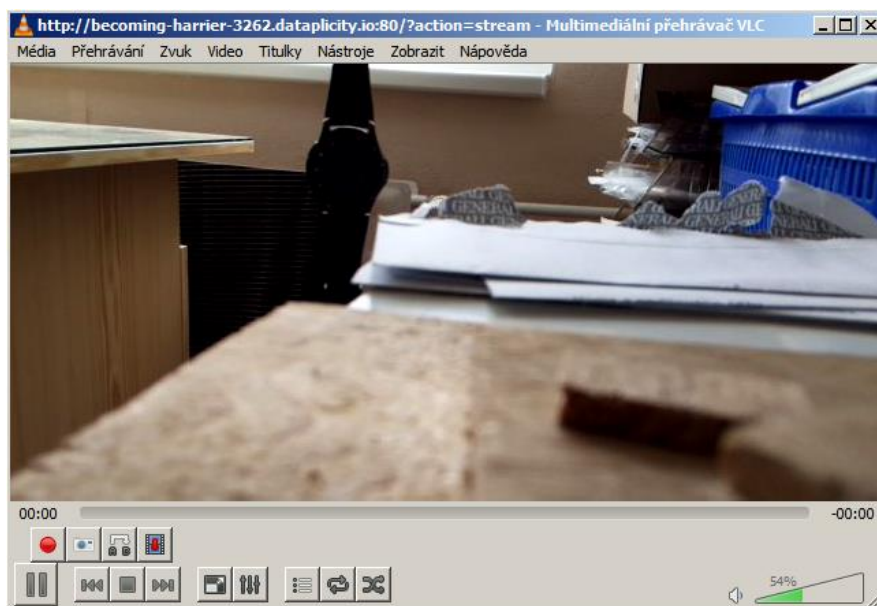 http://becoming-harrier-3262.dataplicity.io:80/?action=stream - Multimediální přehrávač VLC
Média Přehrávání Zvuk Video Titulky Nástroje Zobrazit Nápověda
00:00 -00:00
54%